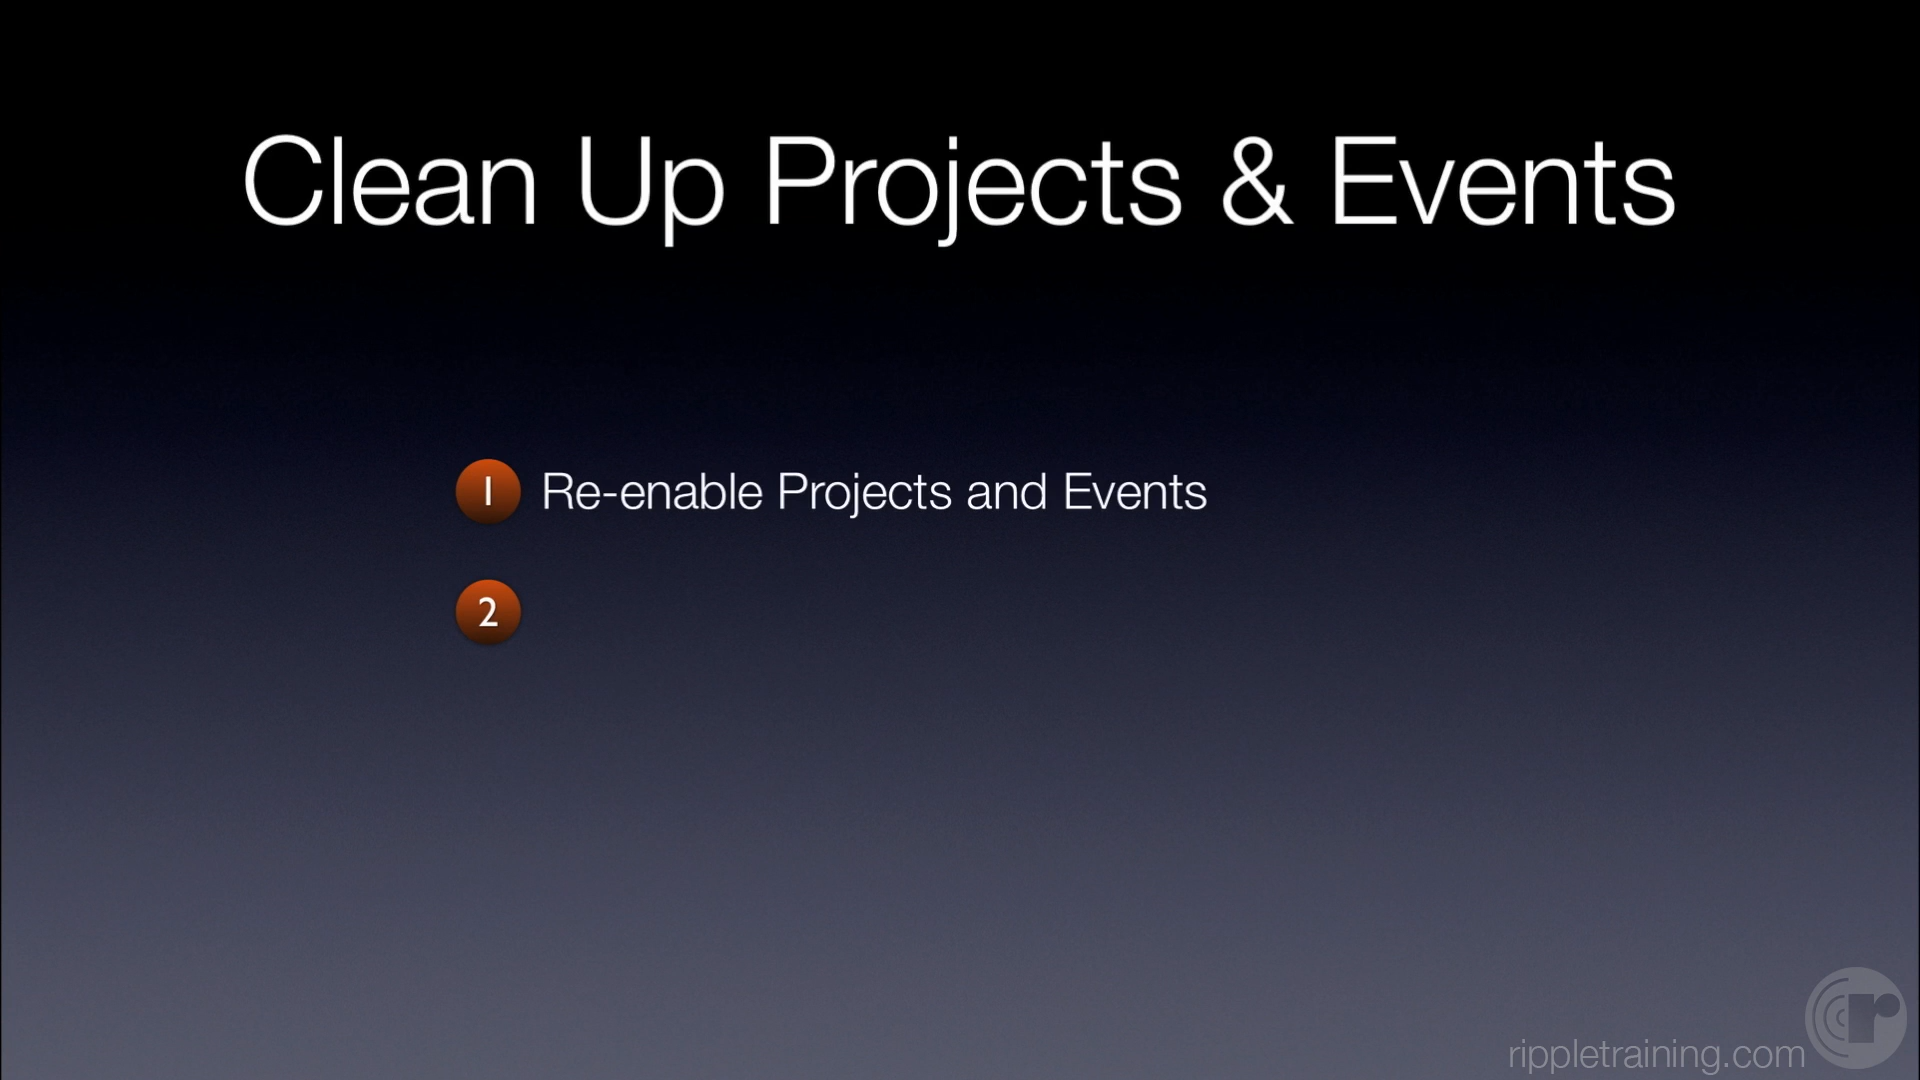 Clean Up Projects & Events
1 Re-enable Projects and Events
2
rippletraining.com